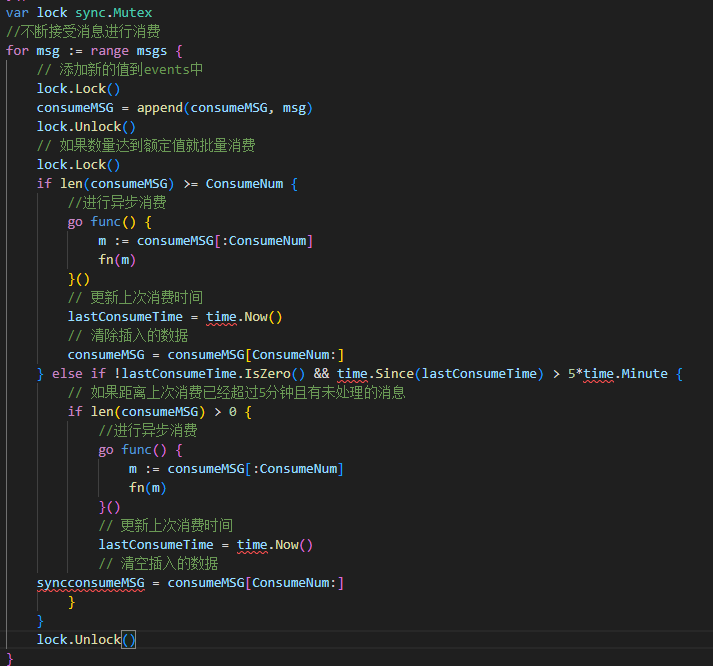 var lock sync.Mutex
//不断接受消息进行消费
for msg := range msgs {
// 添加新的值到events中
lock.Lock()
consumeMSG = append(consumeMSG, msg)
lock.Unlock()
// 如果数量达到额定值就批量消费
lock.Lock()
if len(consumeMSG) >= ConsumeNum {
//进行异步消费
go func() {
m := consumeMSG[:ConsumeNum]
fn(m)
}()
// 更新上次消费时间
lastConsumeTime = time.Now()
// 清除插入的数据
consumeMSG = consumeMSG[ConsumeNum:]
} else if !lastConsumeTime.IsZero() && time.Since(lastConsumeTime) > 5*time.Minute {
// 如果距离上次消费已经超过5分钟且有未处理的消息
if len(consumeMSG) > 0 {
//进行异步消费
go func() {
m := consumeMSG[:ConsumeNum]
fn(m)
}()
// 更新上次消费时间
lastConsumeTime = time.Now()
// 清空插入的数据
syncconsumeMSG = consumeMSG[ConsumeNum:]
}
}
lock.Unlock()
}